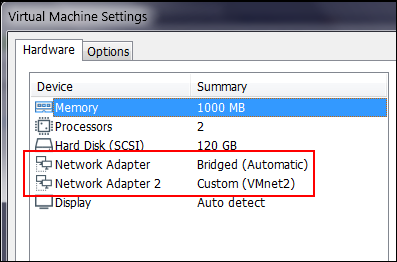 Virtual Machine Settings
Hardware Options
Device Summary
Memory 1000 MB
Processors 2
Hard Disk (SCSI) 120 GB
Network Adapter Bridged (Automatic)
Network Adapter 2 Custom (VMnet2)
Display Auto detect